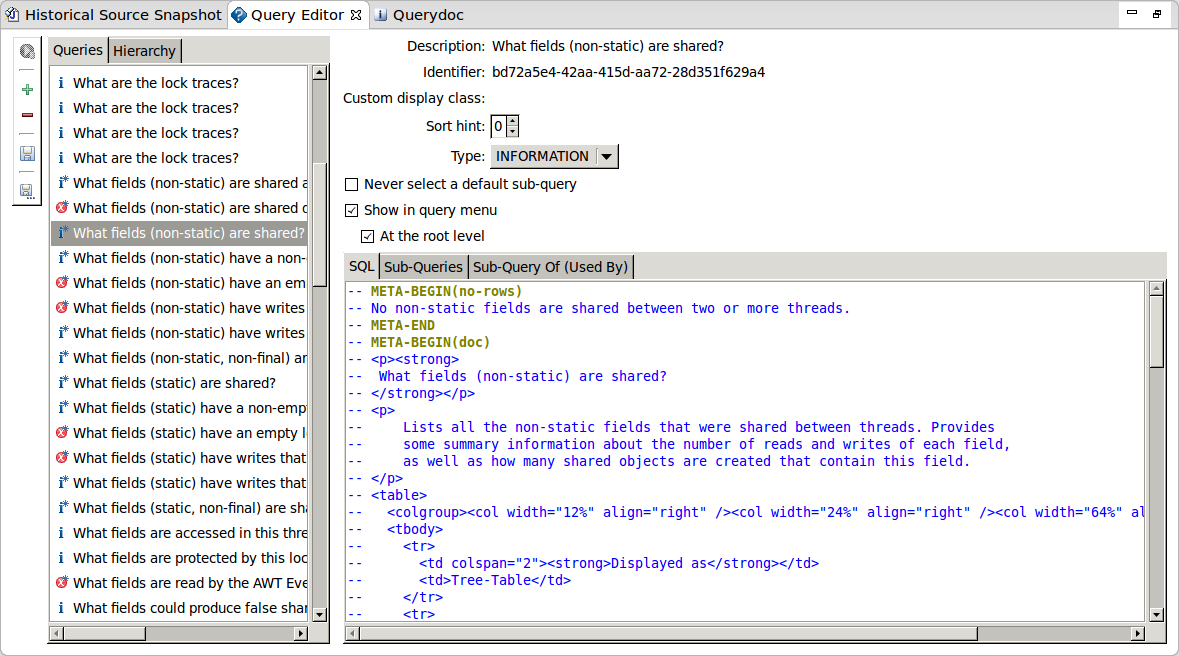 Historical Source Snapshot
Query Editor
Querydoc
Queries
Hierarchy
What are the lock traces?
What are the lock traces?
What are the lock traces?
What are the lock traces?
What fields (non-static) are shared a
What fields (non-static) are shared o
What fields (non-static) are shared?
What fields (non-static) have a non-
What fields (non-static) have an em
What fields (non-static) have writes
What fields (non-static) have writes
What fields (non-static, non-final) ar
What fields (static) are shared?
What fields (static) have a non-emp
What fields (static) have an empty l
What fields (static) have writes that
What fields (static) have writes that
What fields (static, non-final) are sha
What fields are accessed in this thre
What fields are protected by this loc
What fields are read by the AWT Eve
What fields could produce false shar
Description: What fields (non-static) are shared?
Identifier: bd72a5e4-42aa-415d-aa72-28d351f629a4
Custom display class:
Sort hint: 0
Type: INFORMATION
Never select a default sub-query
Show in query menu
At the root level
SQL
Sub-Queries
Sub-Query Of (Used By)
-- META-BEGIN(no-rows)
-- No non-static fields are shared between two or more threads.
-- META-END
-- META-BEGIN(doc)
-- <p><strong>
--  What fields (non-static) are shared?
-- </strong></p>
-- <p>
--     Lists all the non-static fields that were shared between threads. Provides
--     some summary information about the number of reads and writes of each field,
--     as well as how many shared objects are created that contain this field.
-- </p>
-- <table>
--   <colgroup><col width="12%" align="right" /><col width="24%" align="right" /><col width="64%" al
--   <tbody>
--     <tr>
--       <td colspan="2"><strong>Displayed as</strong></td>
--       <td>Tree-Table</td>
--     </tr>
--     <tr>